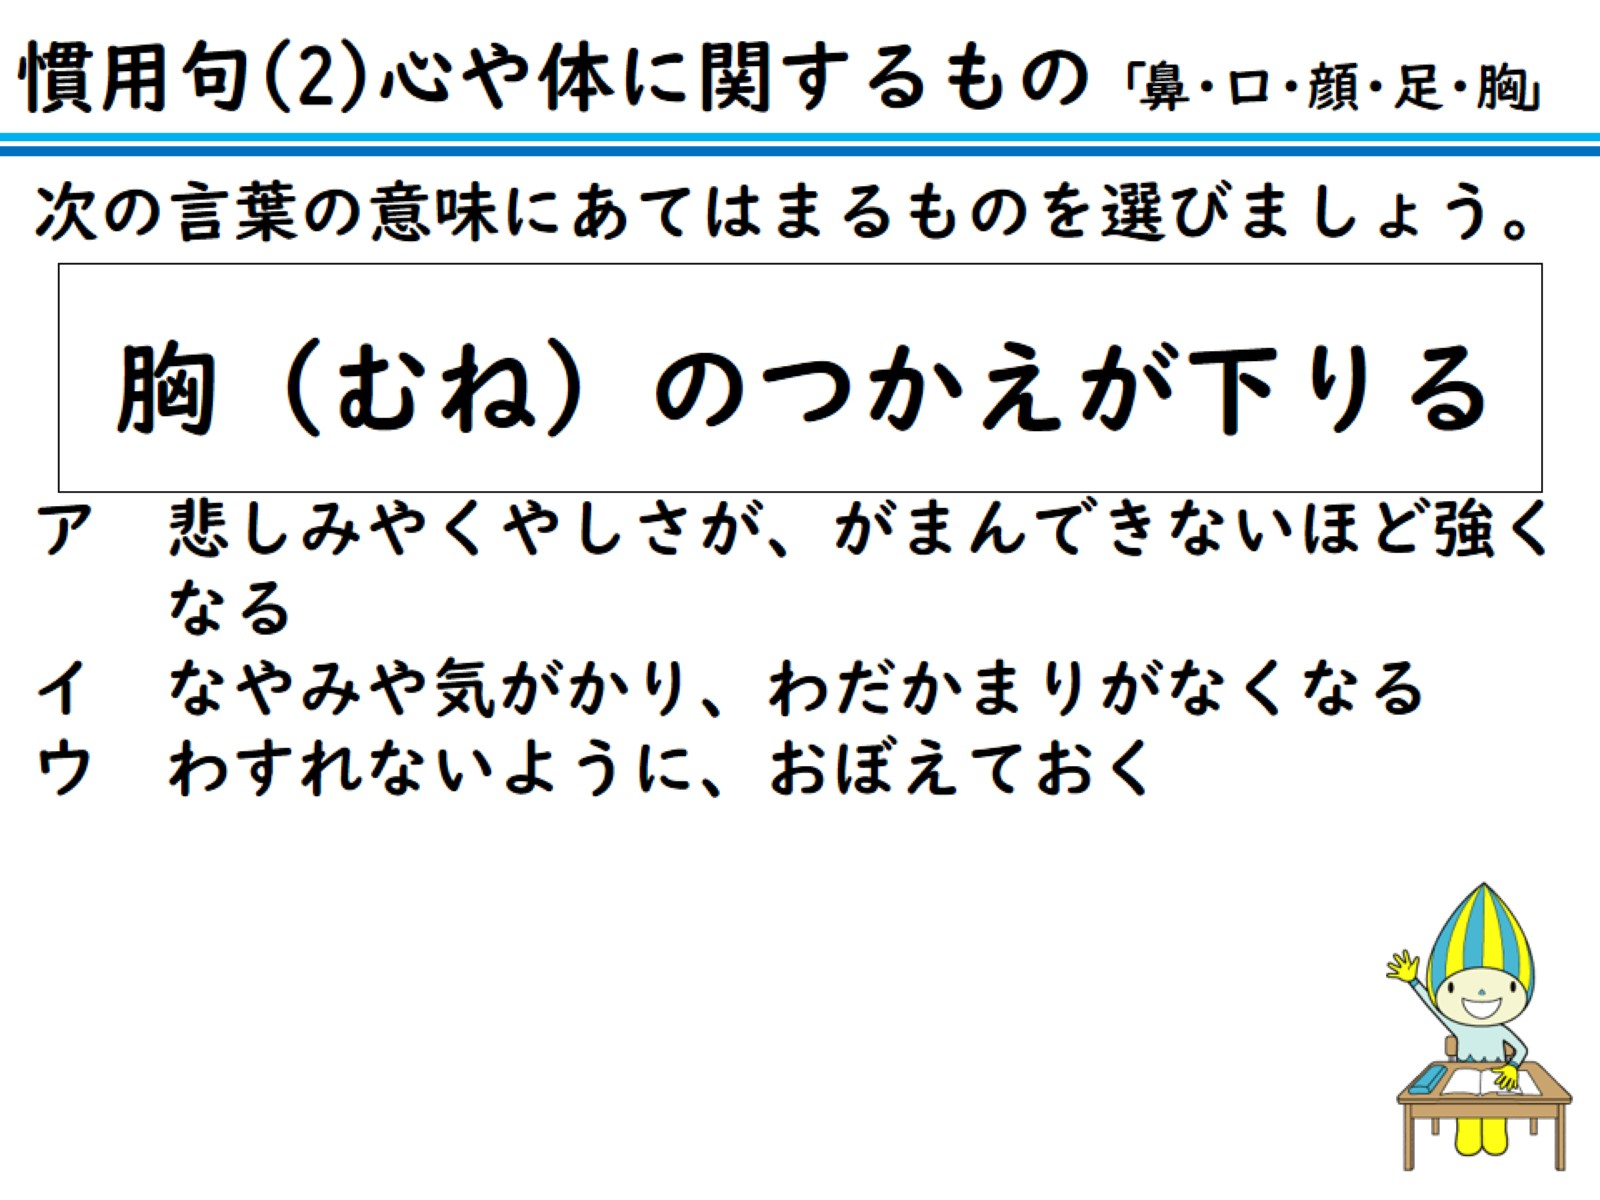 慣用句(2)心や体に関するもの「鼻・口・顔・足・胸」
次の言葉の意味にあてはまるものを選びましょう。
胸（むね）のつかえが下りる
ア　悲しみやくやしさが、がまんできないほど強く
なる
イ　なやみや気がかり、わだかまりがなくなる
ウ　わすれないように、おぼえておく